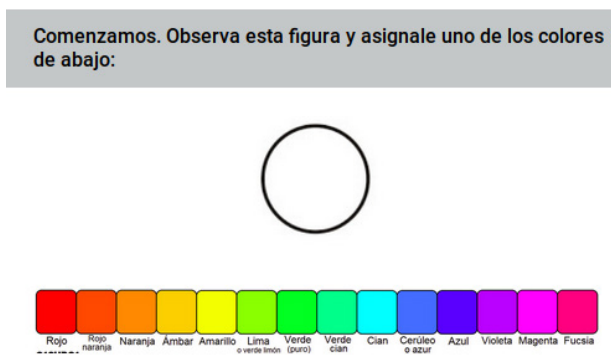 Comenzamos. Observa esta figura y asignale uno de los colores
de abajo:
Rojo Rojo naranja Naranja Ámbar Amarillo Lima o verde limón Verde (puro) Verde cian Cian Cerúleo o azur Azul Violeta Magenta Fucsia